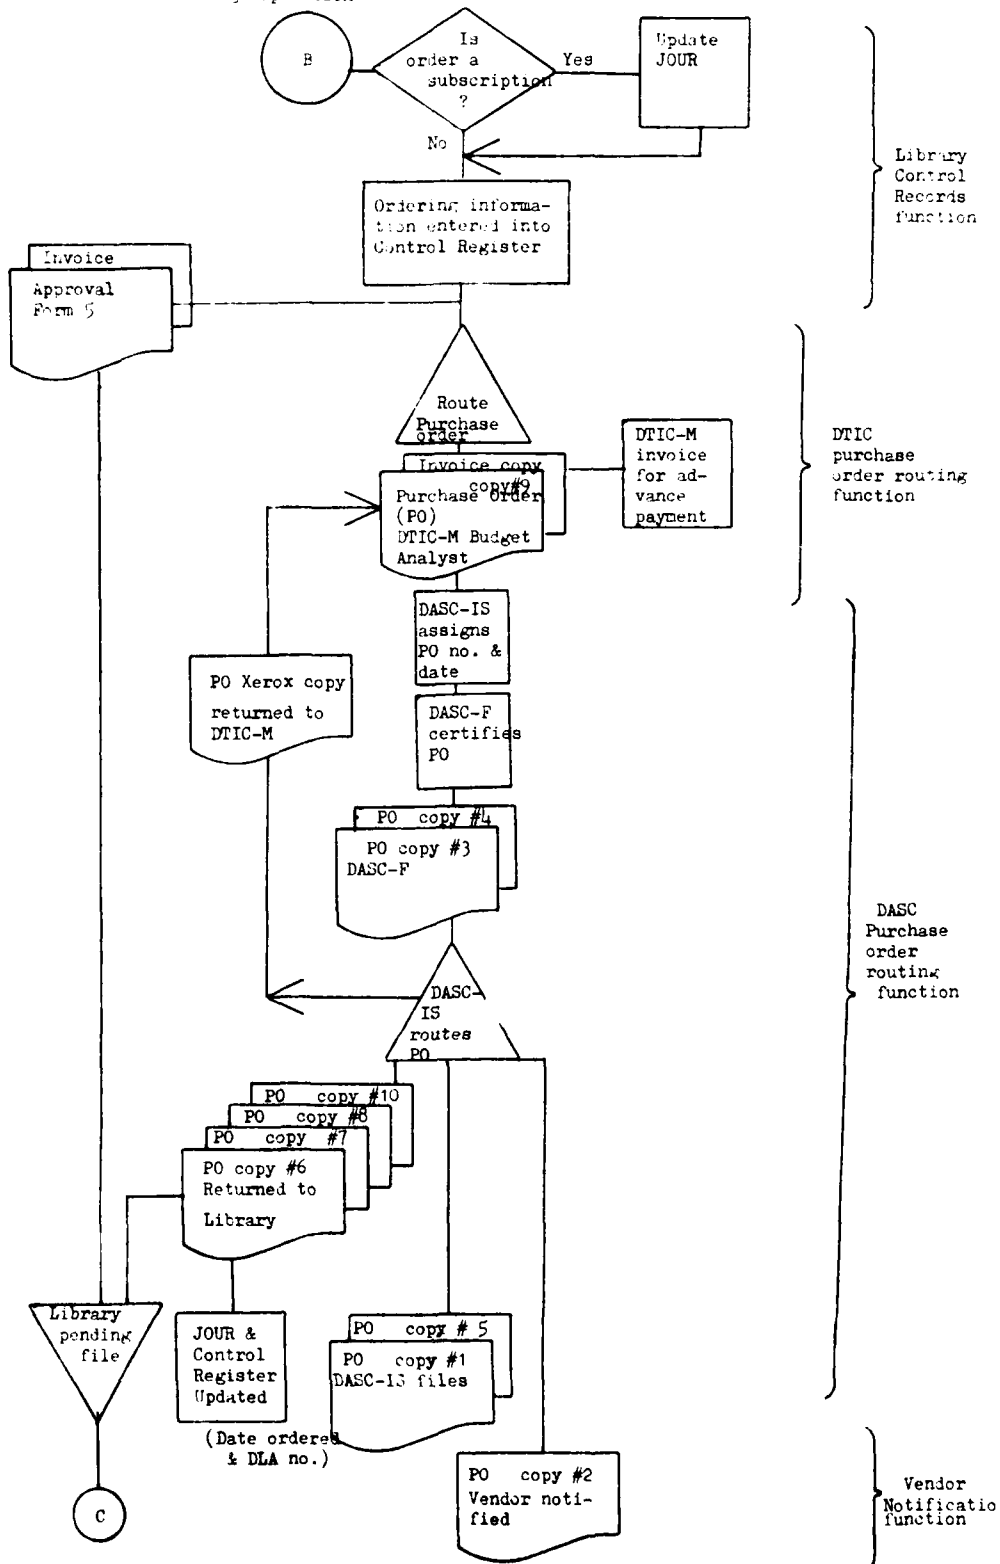 B
Is
order a
subscription
?
Yes
No
Update
JOUR
Library
Control
Records
function
Ordering informa-
tion entered into
Control Register
Invoice
Approval
Form 5
Route
Purchase
order
Invoice copy
copy#9
Purchase Order
(PO)
DTIC-M Budget
Analyst
DTIC-M
invoice
for ad-
vance
payment
DTIC
purchase
order routing
function
DASC-IS
assigns
PO no. &
date
PO Xerox copy
returned to
DTIC-M
DASC-F
certifies
PO
PO copy #4
PO copy #3
DASC-F
DASC
Purchase
order
routing
function
DASC-
IS
routes
PO
PO copy #10
PO copy #8
PO copy #7
PO copy #6
Returned to
Library
Library
pending
file
JOUR &
Control
Register
Updated
(Date ordered
& DLA no.)
PO copy # 5
PO copy #1
DASC-IS files
PO copy #2
Vendor noti-
fied
Vendor
Notificatio
function
C